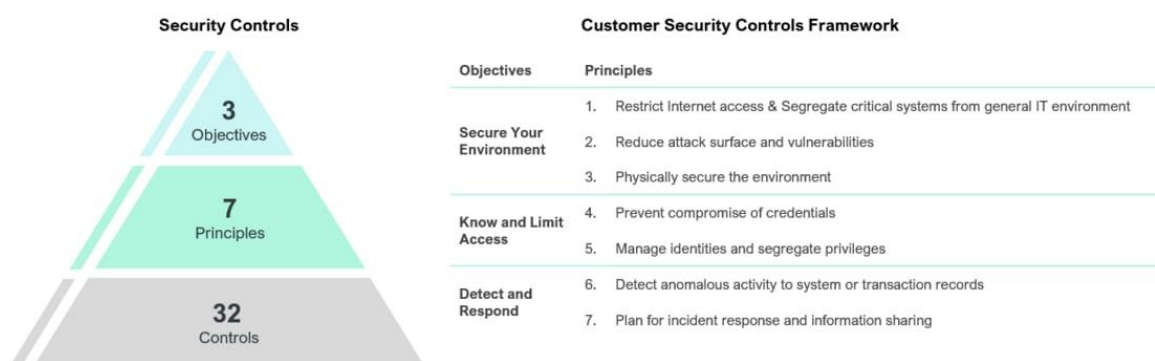 Security Controls
3
Objectives
7
Principles
32
Controls
Customer Security Controls Framework
Objectives Principles
Secure Your
Environment
1. Restrict Internet access & Segregate critical systems from general IT environment
2. Reduce attack surface and vulnerabilities
3. Physically secure the environment
Know and Limit
Access
4. Prevent compromise of credentials
5. Manage identities and segregate privileges
Detect and
Respond
6. Detect anomalous activity to system or transaction records
7. Plan for incident response and information sharing